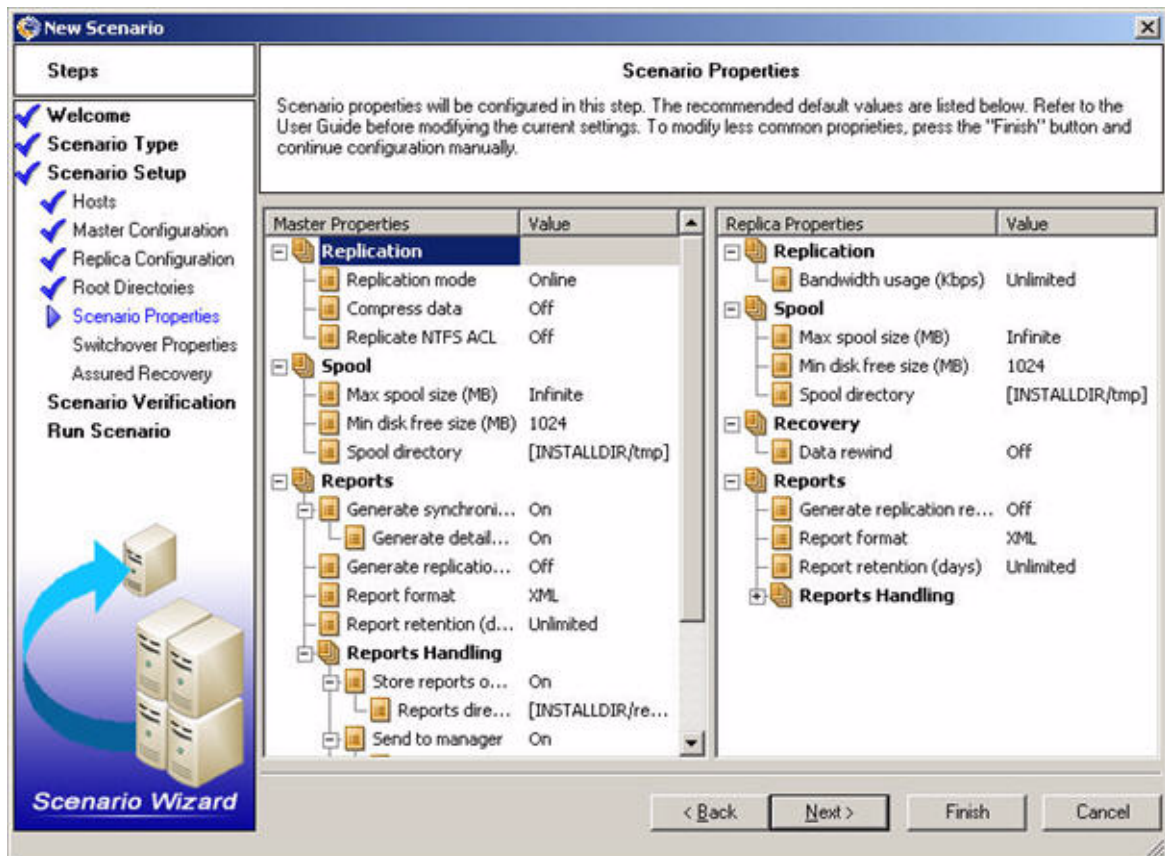 New Scenario
Steps
Welcome
Scenario Type
Scenario Setup
Hosts
Master Configuration
Replica Configuration
Root Directories
Scenario Properties
Switchover Properties
Assured Recovery
Scenario Verification
Run Scenario
Scenario Wizard
Scenario Properties
Scenario properties will be configured in this step. The recommended default values are listed below. Refer to the
User Guide before modifying the current settings. To modify less common proprieties, press the "Finish" button and
continue configuration manually.
Master Properties Value
Replication
Replication mode Online
Compress data Off
Replicate NTFS ACL Off
Spool
Max spool size (MB) Infinite
Min disk free size (MB) 1024
Spool directory [INSTALLDIR/tmp]
Reports
Generate synchroni... On
Generate detail... On
Generate replicatio... Off
Report format XML
Report retention (d... Unlimited
Reports Handling
Store reports o... On
Reports dire... [INSTALLDIR/re...
Send to manager On
Replica Properties Value
Replication
Bandwidth usage (Kbps) Unlimited
Spool
Max spool size (MB) Infinite
Min disk free size (MB) 1024
Spool directory [INSTALLDIR/tmp]
Recovery
Data rewind Off
Reports
Generate replication re... Off
Report format XML
Report retention (days) Unlimited
Reports Handling
< Back Next > Finish Cancel